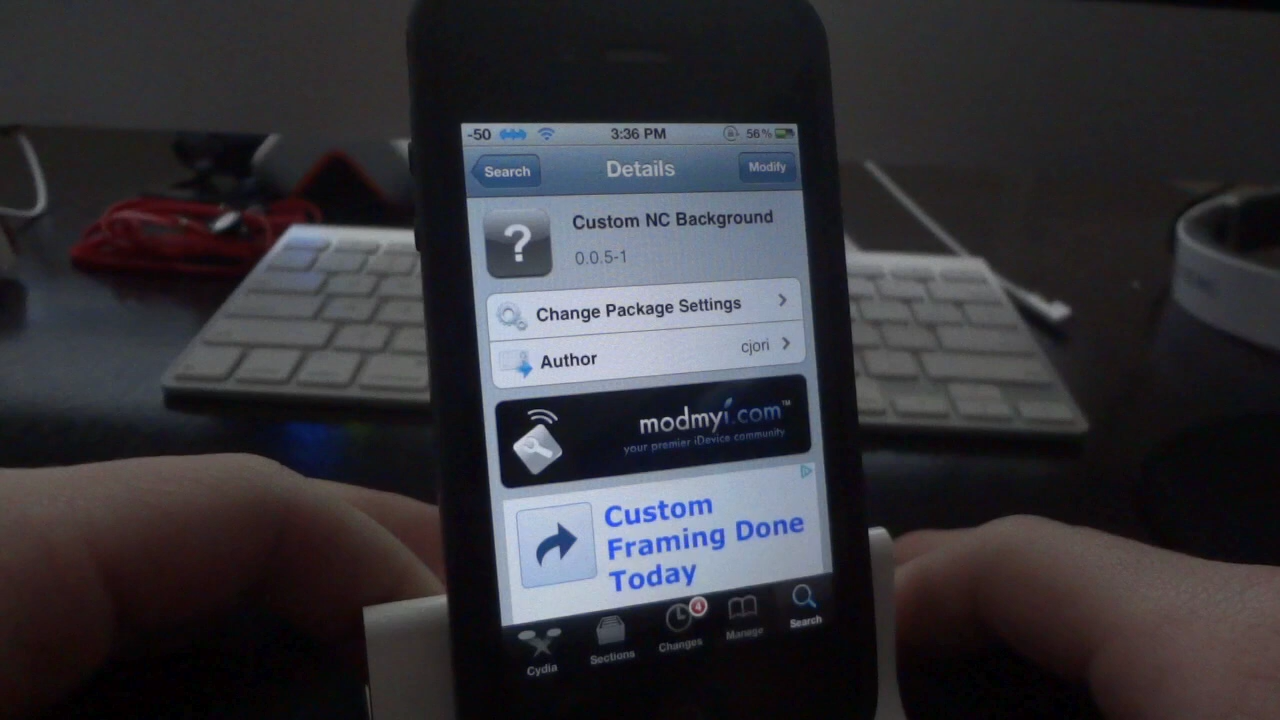 -50 3:36 PM 56%
Search Details Modify
Custom NC Background
0.0.5-1
Change Package Settings
Author cjori
modmyi.com™
your premier iDevice community
Custom
Framing Done
Today
4
Cydia Sections Changes Manage Search